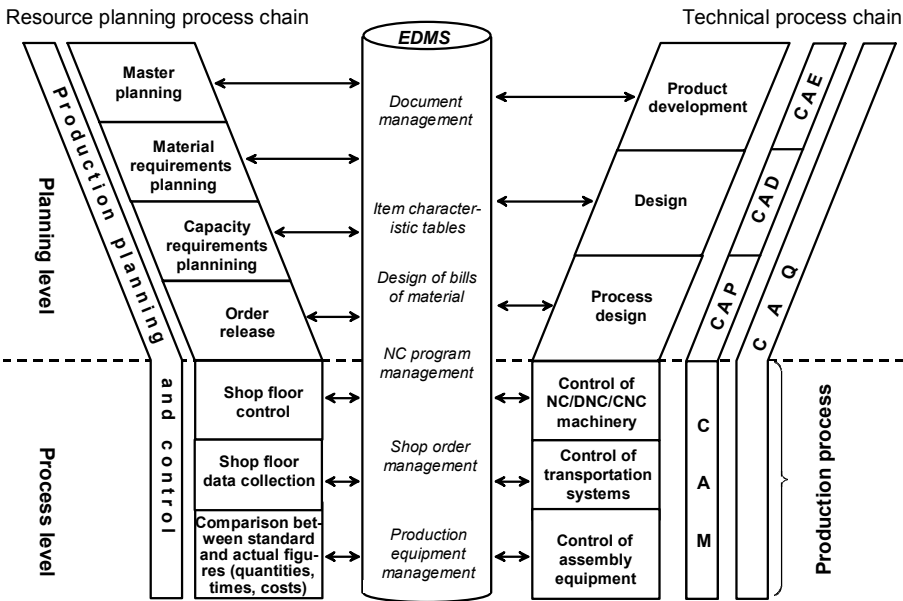 Resource planning process chain
Technical process chain
EDMS
Master
planning
Material
requirements
planning
Capacity
requirements
plannining
Order
release
Shop floor
control
Shop floor
data collection
Comparison bet-
ween standard
and actual figu-
res (quantities,
times, costs)
Production planning and control
Planning level
Process level
Document
management
Item character-
istic tables
Design of bills
of material
NC program
management
Shop order
management
Production
equipment
management
Product
development
Design
Process
design
Control of
NC/DNC/CNC
machinery
Control of
transportation
systems
Control of
assembly
equipment
CAE
CAD
CAP
CAM
CAQ
Production process